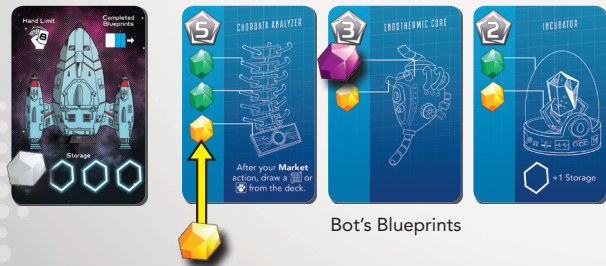 Hand Limit
8
Completed
Blueprints
Storage
5
CHORDATA ANALYZER
After your Market
action, draw a or
from the deck.
3
ENDOTHERMIC CORE
2
INCUBATOR
+1 Storage
Bot's Blueprints